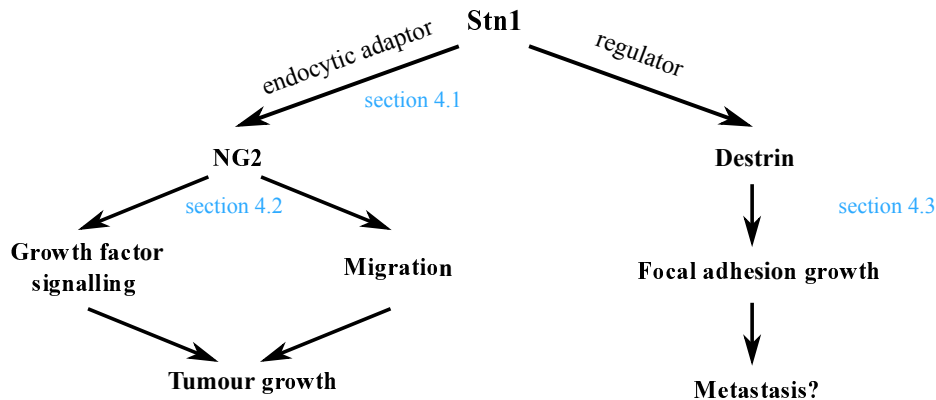 Stn1
endocytic adaptor
regulator
section 4.1
NG2
Destrin
section 4.2
section 4.3
Growth factor
signalling
Migration
Focal adhesion growth
Tumour growth
Metastasis?